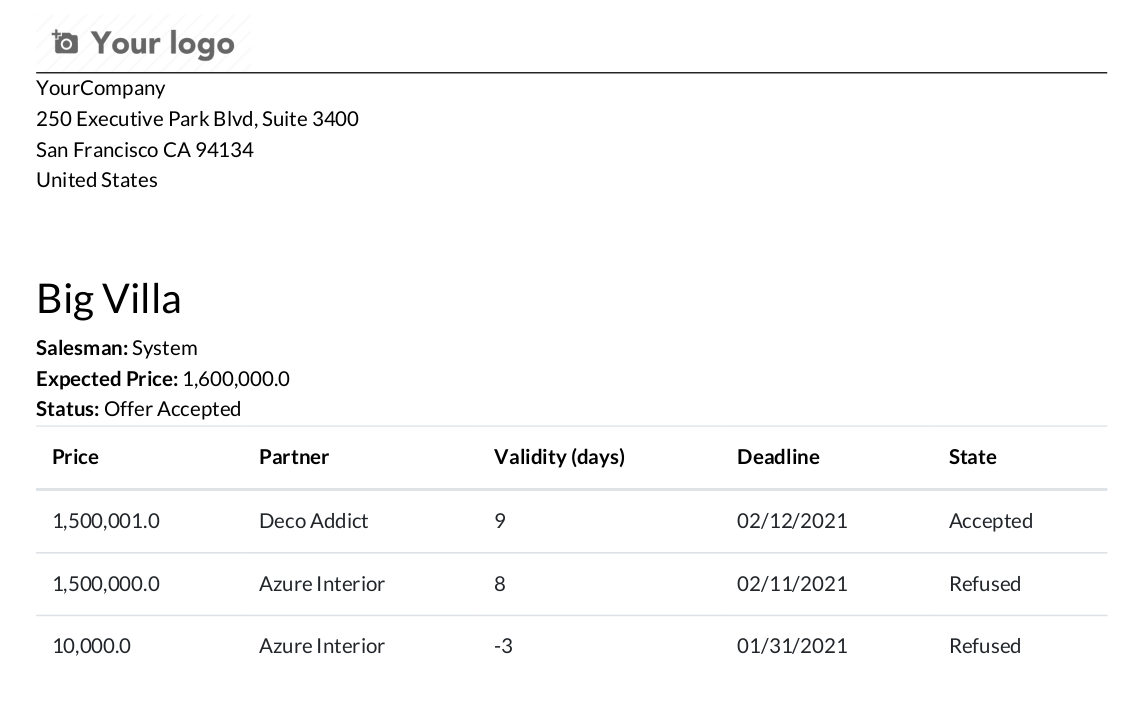 Your logo
YourCompany
250 Executive Park Blvd, Suite 3400
San Francisco CA 94134
United States
Big Villa
Salesman: System
Expected Price: 1,600,000.0
Status: Offer Accepted
Price Partner Validity (days) Deadline State
1,500,001.0 Deco Addict 9 02/12/2021 Accepted
1,500,000.0 Azure Interior 8 02/11/2021 Refused
10,000.0 Azure Interior -3 01/31/2021 Refused